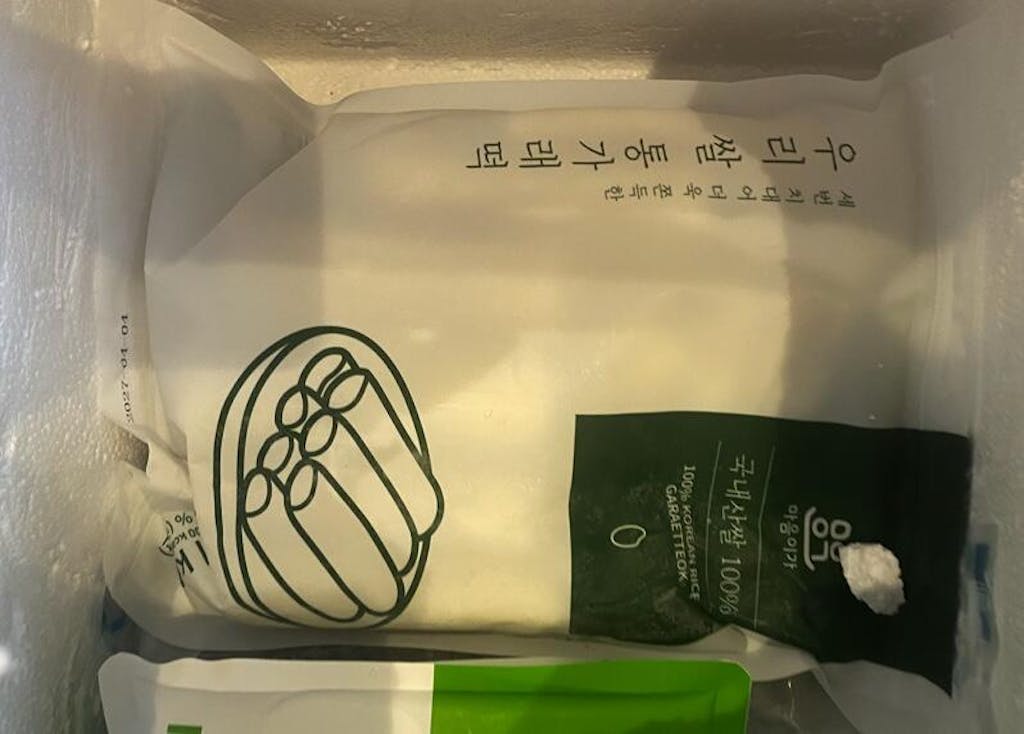 우리쌀 통가래떡
세 번 치대어 더욱 쫀득한
마음이가
국내산쌀 100%
100% KOREAN RICE
GARAETTEOK
2027-04-04